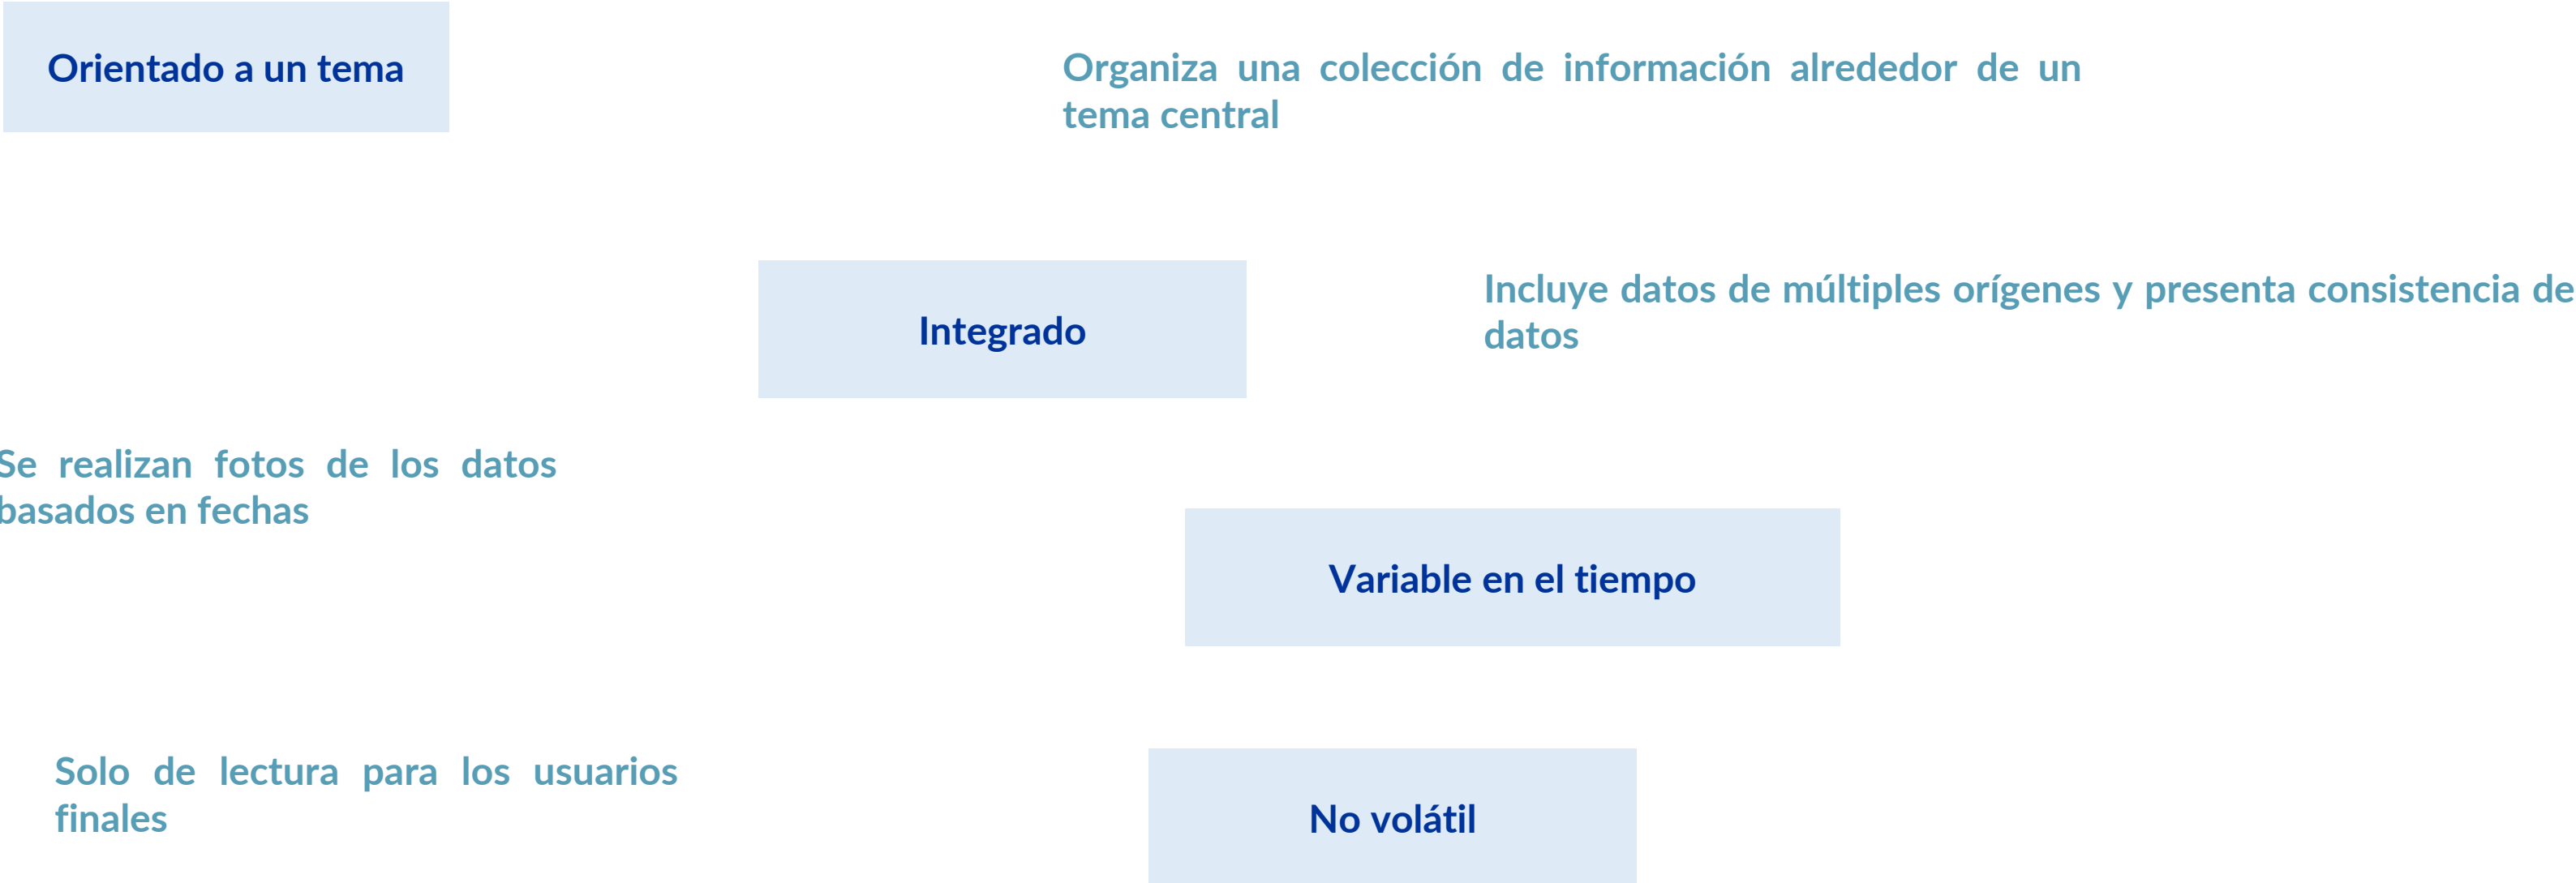 Orientado a un tema
Organiza una colección de información alrededor de un
tema central
Integrado
Incluye datos de múltiples orígenes y presenta consistencia de
datos
Se realizan fotos de los datos
basados en fechas
Variable en el tiempo
Solo de lectura para los usuarios
finales
No volátil